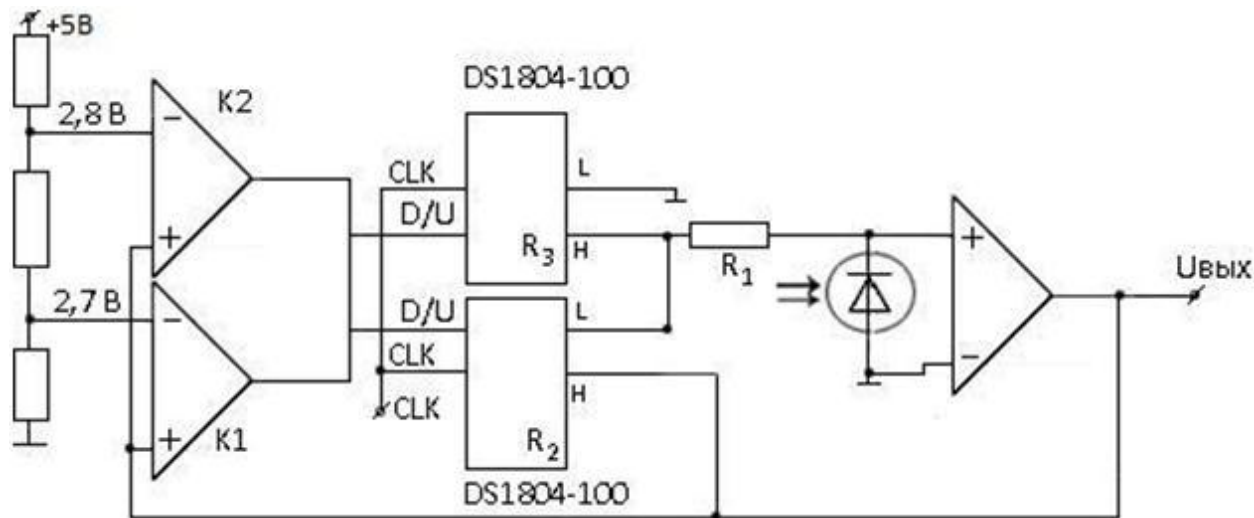 +5В
2,8 В
K2
DS1804-100
CLK
L
D/U
R3
H
R1
Uвых
2,7 В
D/U
L
CLK
H
CLK
K1
R2
DS1804-100
+
-
+
-
+
-